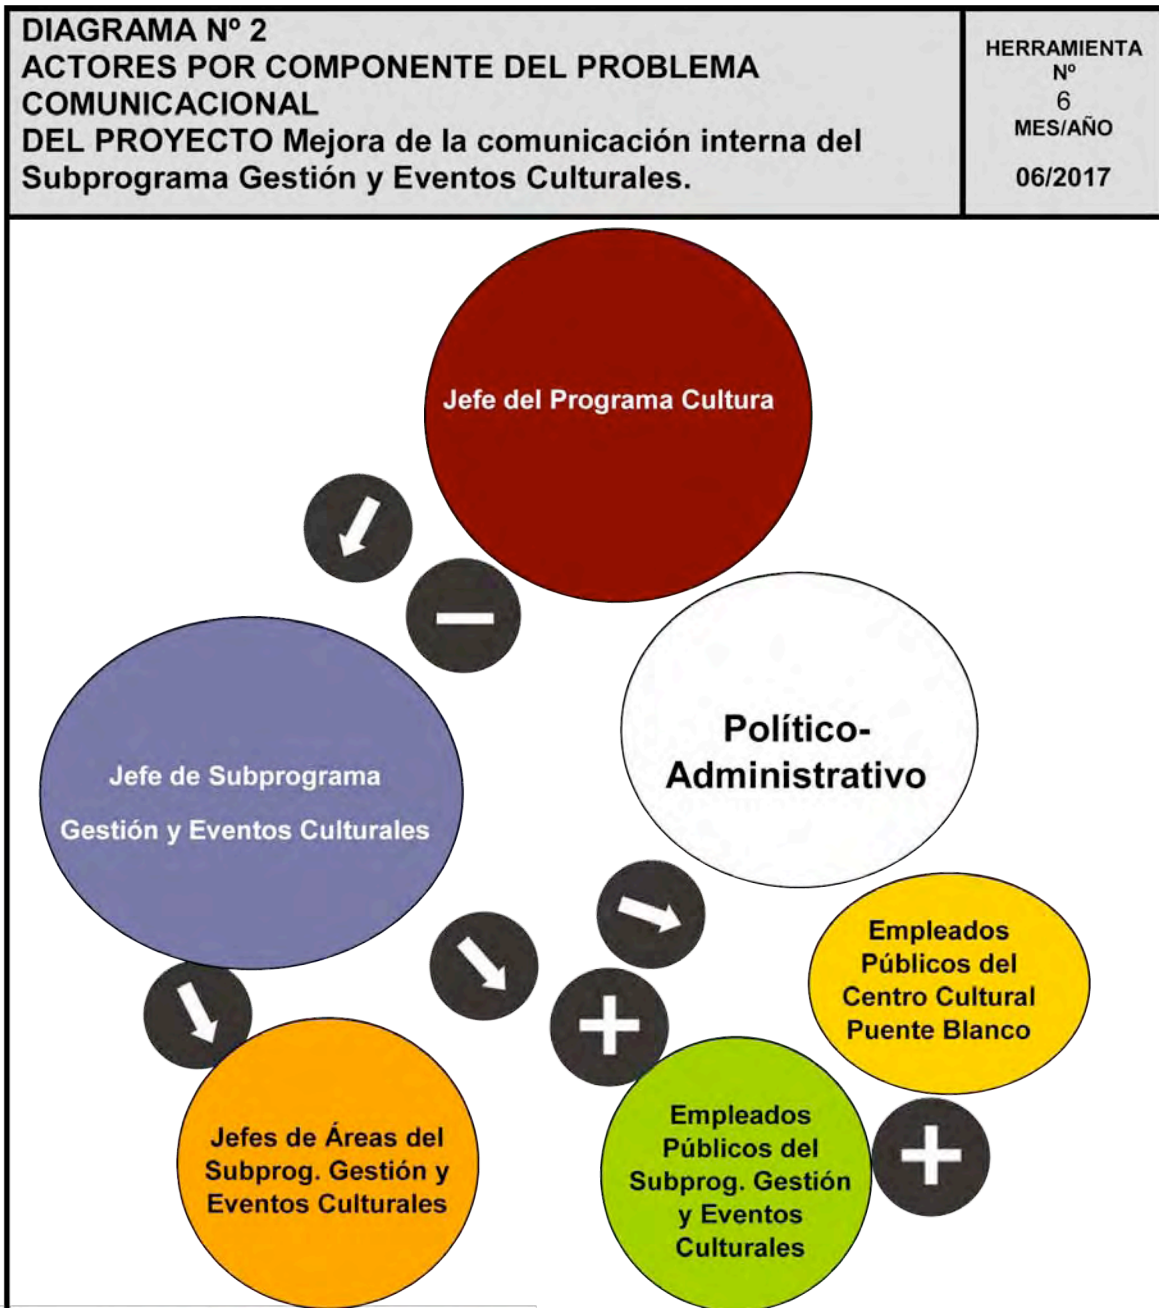 DIAGRAMA Nº 2
ACTORES POR COMPONENTE DEL PROBLEMA
COMUNICACIONAL
DEL PROYECTO Mejora de la comunicación interna del
Subprograma Gestión y Eventos Culturales.
HERRAMIENTA
Nº
6
MES/AÑO
06/2017
Jefe del Programa Cultura
Político-
Administrativo
Jefe de Subprograma
Gestión y Eventos Culturales
Empleados
Públicos del
Centro Cultural
Puente Blanco
Jefes de Áreas del
Subprog. Gestión y
Eventos Culturales
Empleados
Públicos del
Subprog. Gestión
y Eventos
Culturales